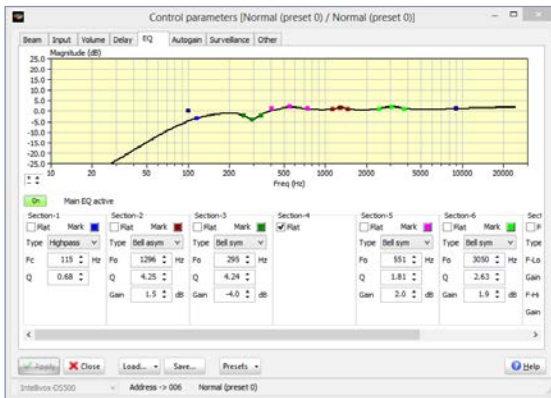 Control parameters [Normal (preset 0) / Normal (preset 0)]
Beam Input Volume Delay EQ Autogain Surveillance Other
Magnitude (dB)
25.0
20.0
15.0
10.0
5.0
0.0
-5.0
-10.0
-15.0
-20.0
-25.0
10 50 100 500 1000 5000 10000 20000
Freq (Hz)
On Main EQ active
Section-1 Section-2 Section-3 Section-4 Section-5 Section-6 Sect
Flat Mark Flat Mark Flat Mark Flat Flat Mark Flat Mark F
Type Highpass Type Bell asym Type Bell sym Type Bell sym Type Bell sym Type
Fc 115 Hz Fo 1296 Hz Fo 295 Hz Fo 551 Hz Fo 3050 Hz F-Lo
Q 0.68 Q 4.25 Q 4.24 Q 1.81 Q 2.63 Gain
Gain 1.5 dB Gain -4.0 dB Gain 2.0 dB Gain 1.9 dB F-Hi
Gain
Apply Close Load... Save... Presets Help
Intellivox-DS500 Address -> 006 Normal (preset 0)